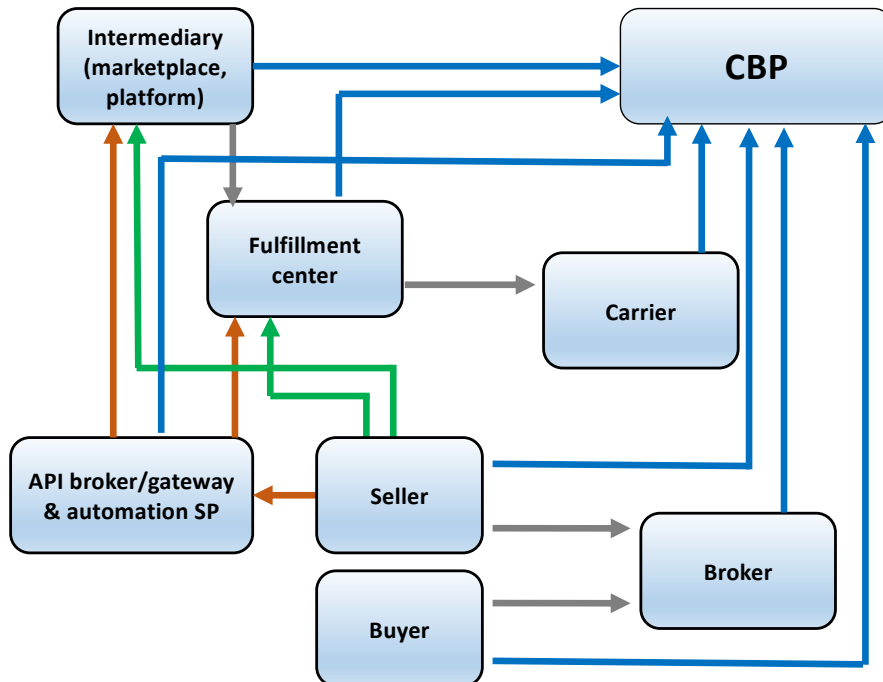 Intermediary
(marketplace,
platform)
CBP
Fulfillment
center
Carrier
API broker/gateway
& automation SP
Seller
Broker
Buyer